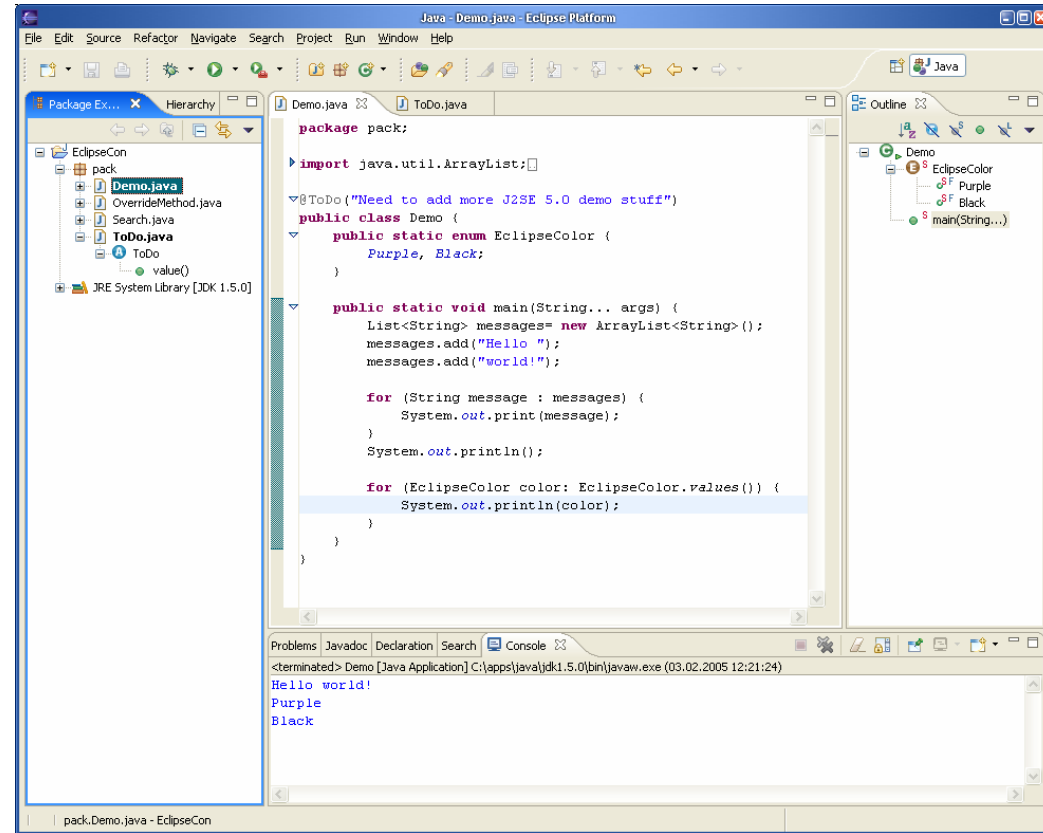 Java - Demo.java - Eclipse Platform
File Edit Source Refactor Navigate Search Project Run Window Help
Java
Package Ex... Hierarchy
EclipseCon
pack
Demo.java
OverrideMethod.java
Search.java
ToDo.java
ToDo
value()
JRE System Library [JDK 1.5.0]
Demo.java ToDo.java
package pack;
import java.util.ArrayList;
@ToDo("Need to add more J2SE 5.0 demo stuff")
public class Demo {
public static enum EclipseColor {
Purple, Black;
}
public static void main(String... args) {
List<String> messages= new ArrayList<String>();
messages.add("Hello ");
messages.add("world!");
for (String message : messages) {
System.out.print(message);
}
System.out.println();
for (EclipseColor color: EclipseColor.values()) {
System.out.println(color);
}
}
}
Outline
Demo
EclipseColor
Purple
Black
main(String...)
Problems Javadoc Declaration Search Console
<terminated> Demo [Java Application] C:\apps\java\jdk1.5.0\bin\javaw.exe (03.02.2005 12:21:24)
Hello world!
Purple
Black
pack.Demo.java - EclipseCon